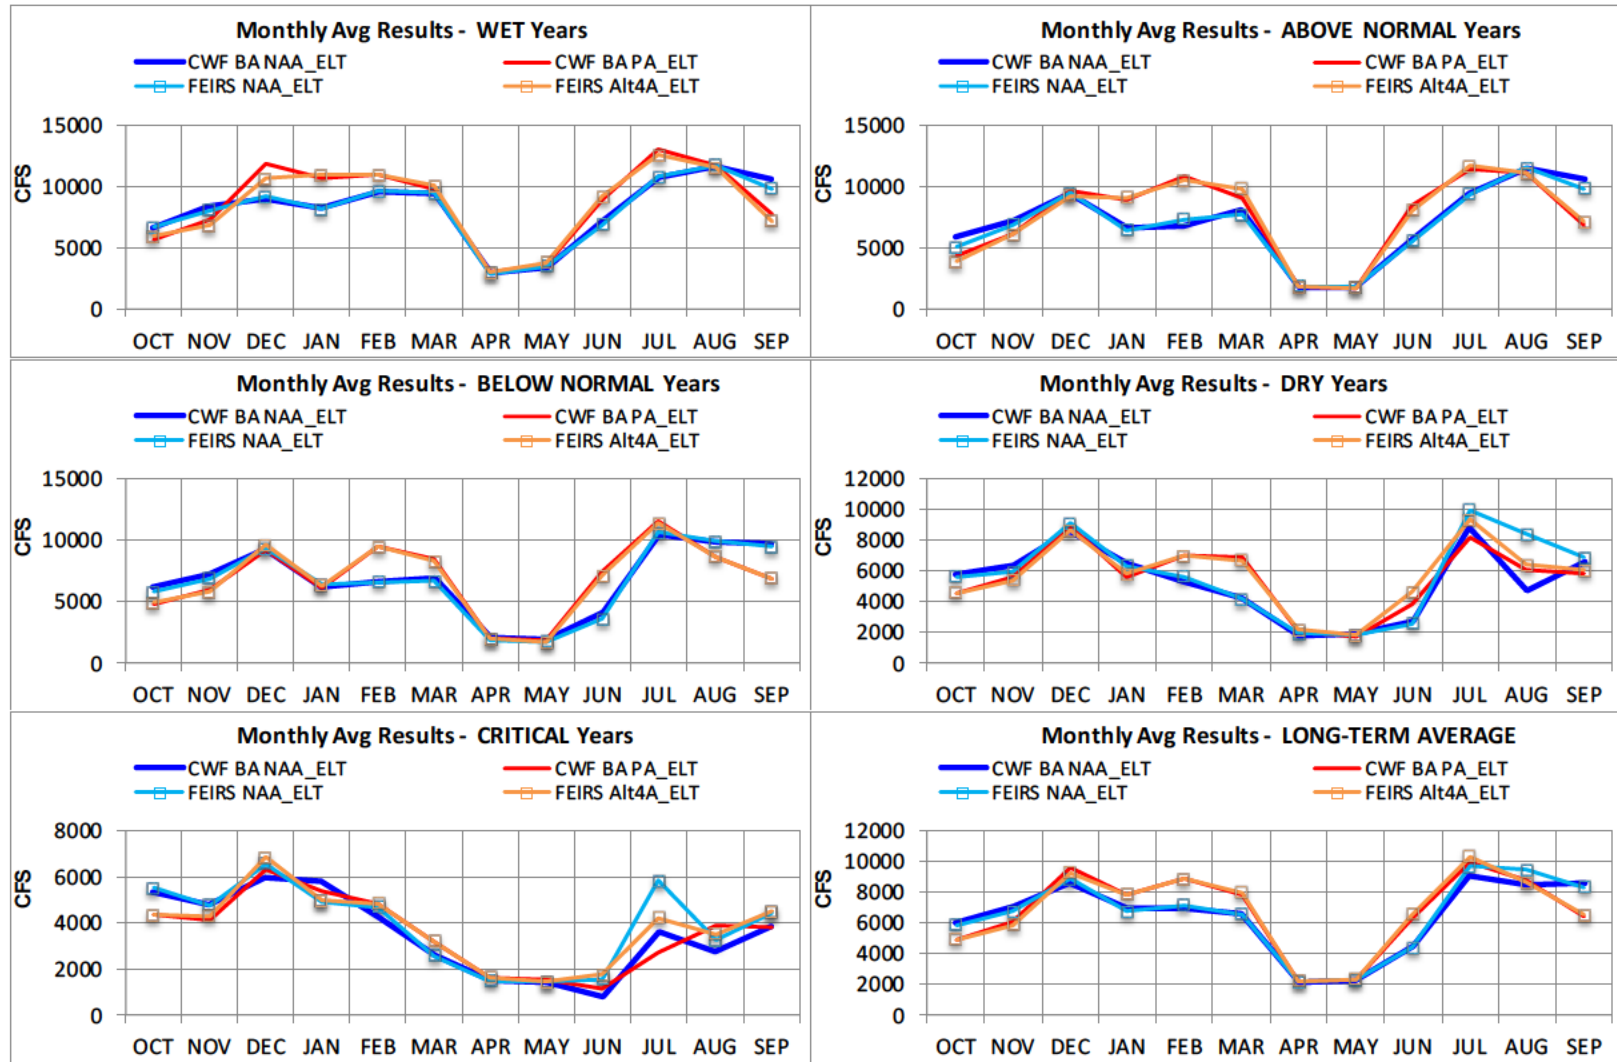 Monthly Avg Results - WET Years
CWF BA NAA_ELT
CWF BA PA_ELT
FEIRS NAA_ELT
FEIRS Alt4A_ELT
15000
10000
5000
0
CFS
OCT NOV DEC JAN FEB MAR APR MAY JUN JUL AUG SEP
Monthly Avg Results - ABOVE NORMAL Years
CWF BA NAA_ELT
CWF BA PA_ELT
FEIRS NAA_ELT
FEIRS Alt4A_ELT
15000
10000
5000
0
CFS
OCT NOV DEC JAN FEB MAR APR MAY JUN JUL AUG SEP
Monthly Avg Results - BELOW NORMAL Years
CWF BA NAA_ELT
CWF BA PA_ELT
FEIRS NAA_ELT
FEIRS Alt4A_ELT
15000
10000
5000
0
CFS
OCT NOV DEC JAN FEB MAR APR MAY JUN JUL AUG SEP
Monthly Avg Results - DRY Years
CWF BA NAA_ELT
CWF BA PA_ELT
FEIRS NAA_ELT
FEIRS Alt4A_ELT
12000
10000
8000
6000
4000
2000
0
CFS
OCT NOV DEC JAN FEB MAR APR MAY JUN JUL AUG SEP
Monthly Avg Results - CRITICAL Years
CWF BA NAA_ELT
CWF BA PA_ELT
FEIRS NAA_ELT
FEIRS Alt4A_ELT
8000
6000
4000
2000
0
CFS
OCT NOV DEC JAN FEB MAR APR MAY JUN JUL AUG SEP
Monthly Avg Results - LONG-TERM AVERAGE
CWF BA NAA_ELT
CWF BA PA_ELT
FEIRS NAA_ELT
FEIRS Alt4A_ELT
12000
10000
8000
6000
4000
2000
0
CFS
OCT NOV DEC JAN FEB MAR APR MAY JUN JUL AUG SEP